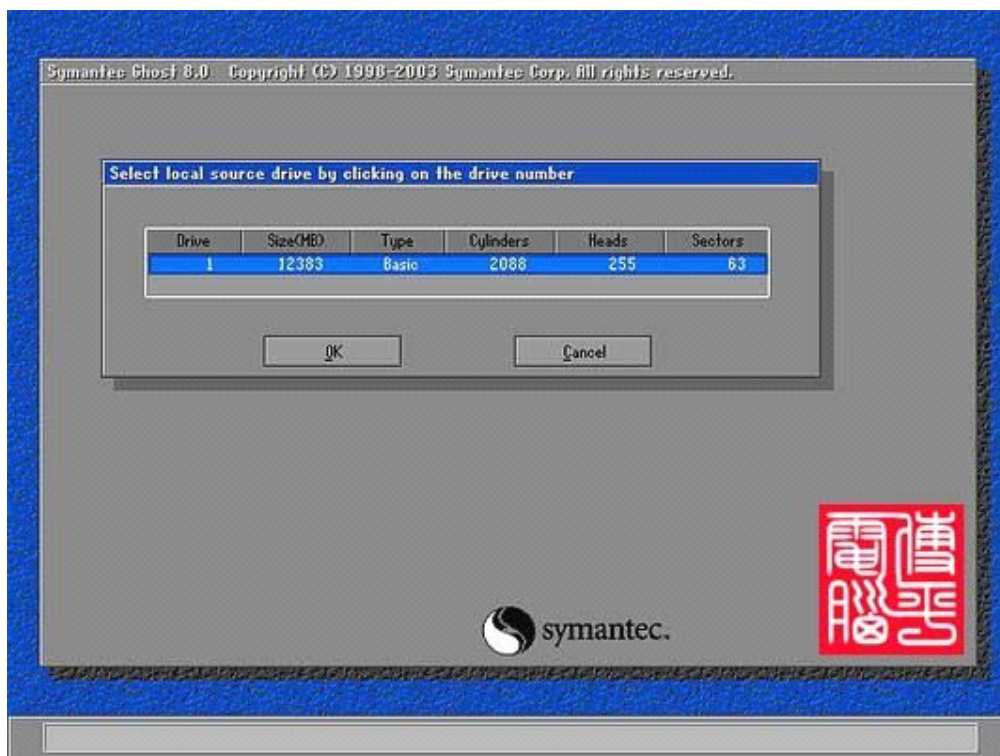 Symantec Ghost 8.0 Copyright (C) 1998-2003 Symantec Corp. All rights reserved.
Select local source drive by clicking on the drive number
Drive Size(MB) Type Cylinders Heads Sectors
1 12383 Basic 2088 255 63
OK Cancel
symantec.
傅平
電腦